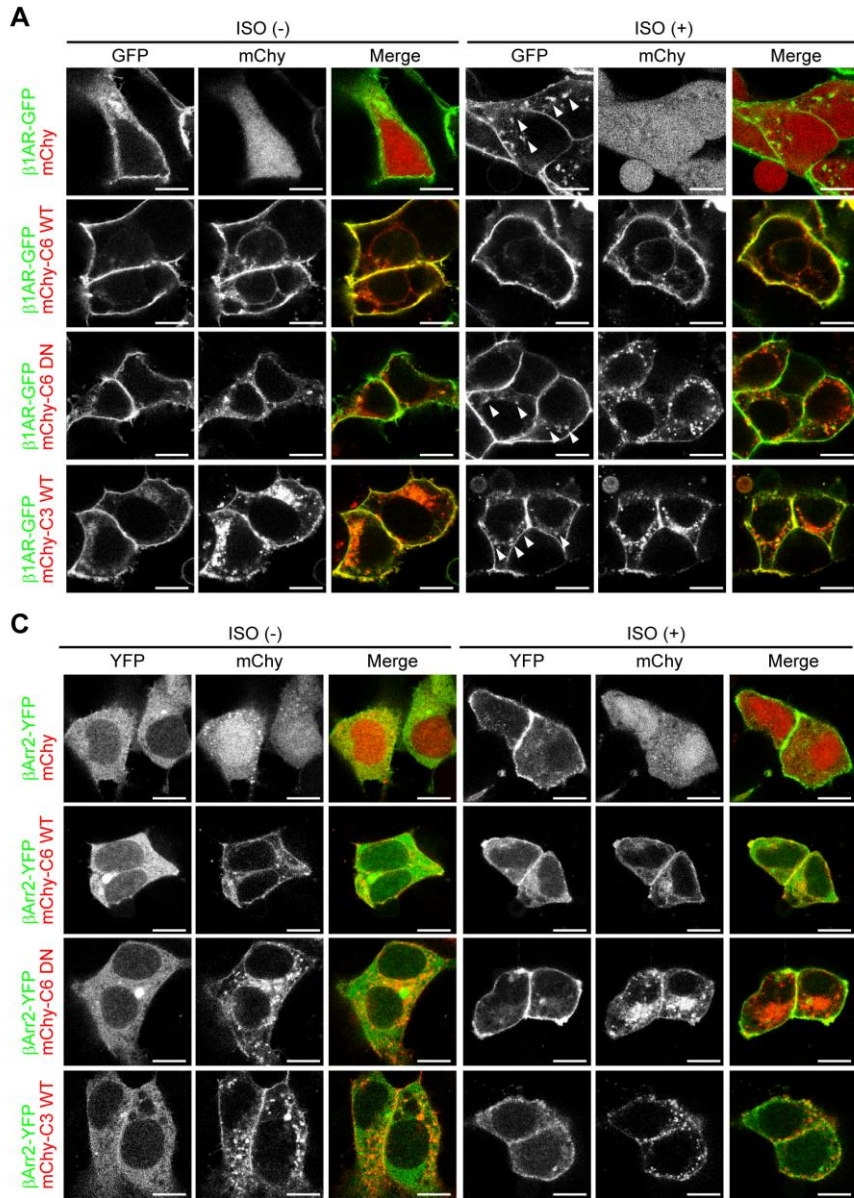 A
ISO (-) ISO (+)
GFP mChy Merge GFP mChy Merge
β1AR-GFP
mChy
β1AR-GFP
mChy-C6 WT
β1AR-GFP
mChy-C6 DN
β1AR-GFP
mChy-C3 WT
C
ISO (-) ISO (+)
YFP mChy Merge YFP mChy Merge
βArr2-YFP
mChy
βArr2-YFP
mChy-C6 WT
βArr2-YFP
mChy-C6 DN
βArr2-YFP
mChy-C3 WT